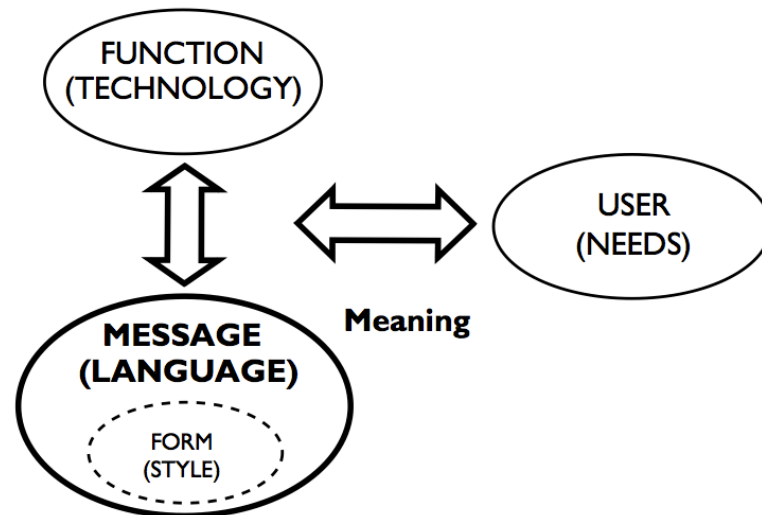 FUNCTION
(TECHNOLOGY)
USER
(NEEDS)
Meaning
MESSAGE
(LANGUAGE)
FORM
(STYLE)